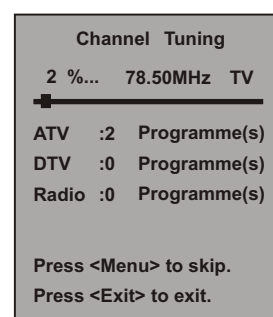 Channel Tuning
2 %... 78.50MHz TV
ATV :2 Programme(s)
DTV :0 Programme(s)
Radio :0 Programme(s)
Press <Menu> to skip.
Press <Exit> to exit.